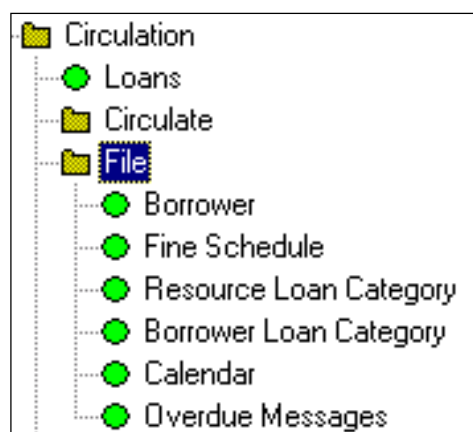 Circulation
Loans
Circulate
File
Borrower
Fine Schedule
Resource Loan Category
Borrower Loan Category
Calendar
Overdue Messages